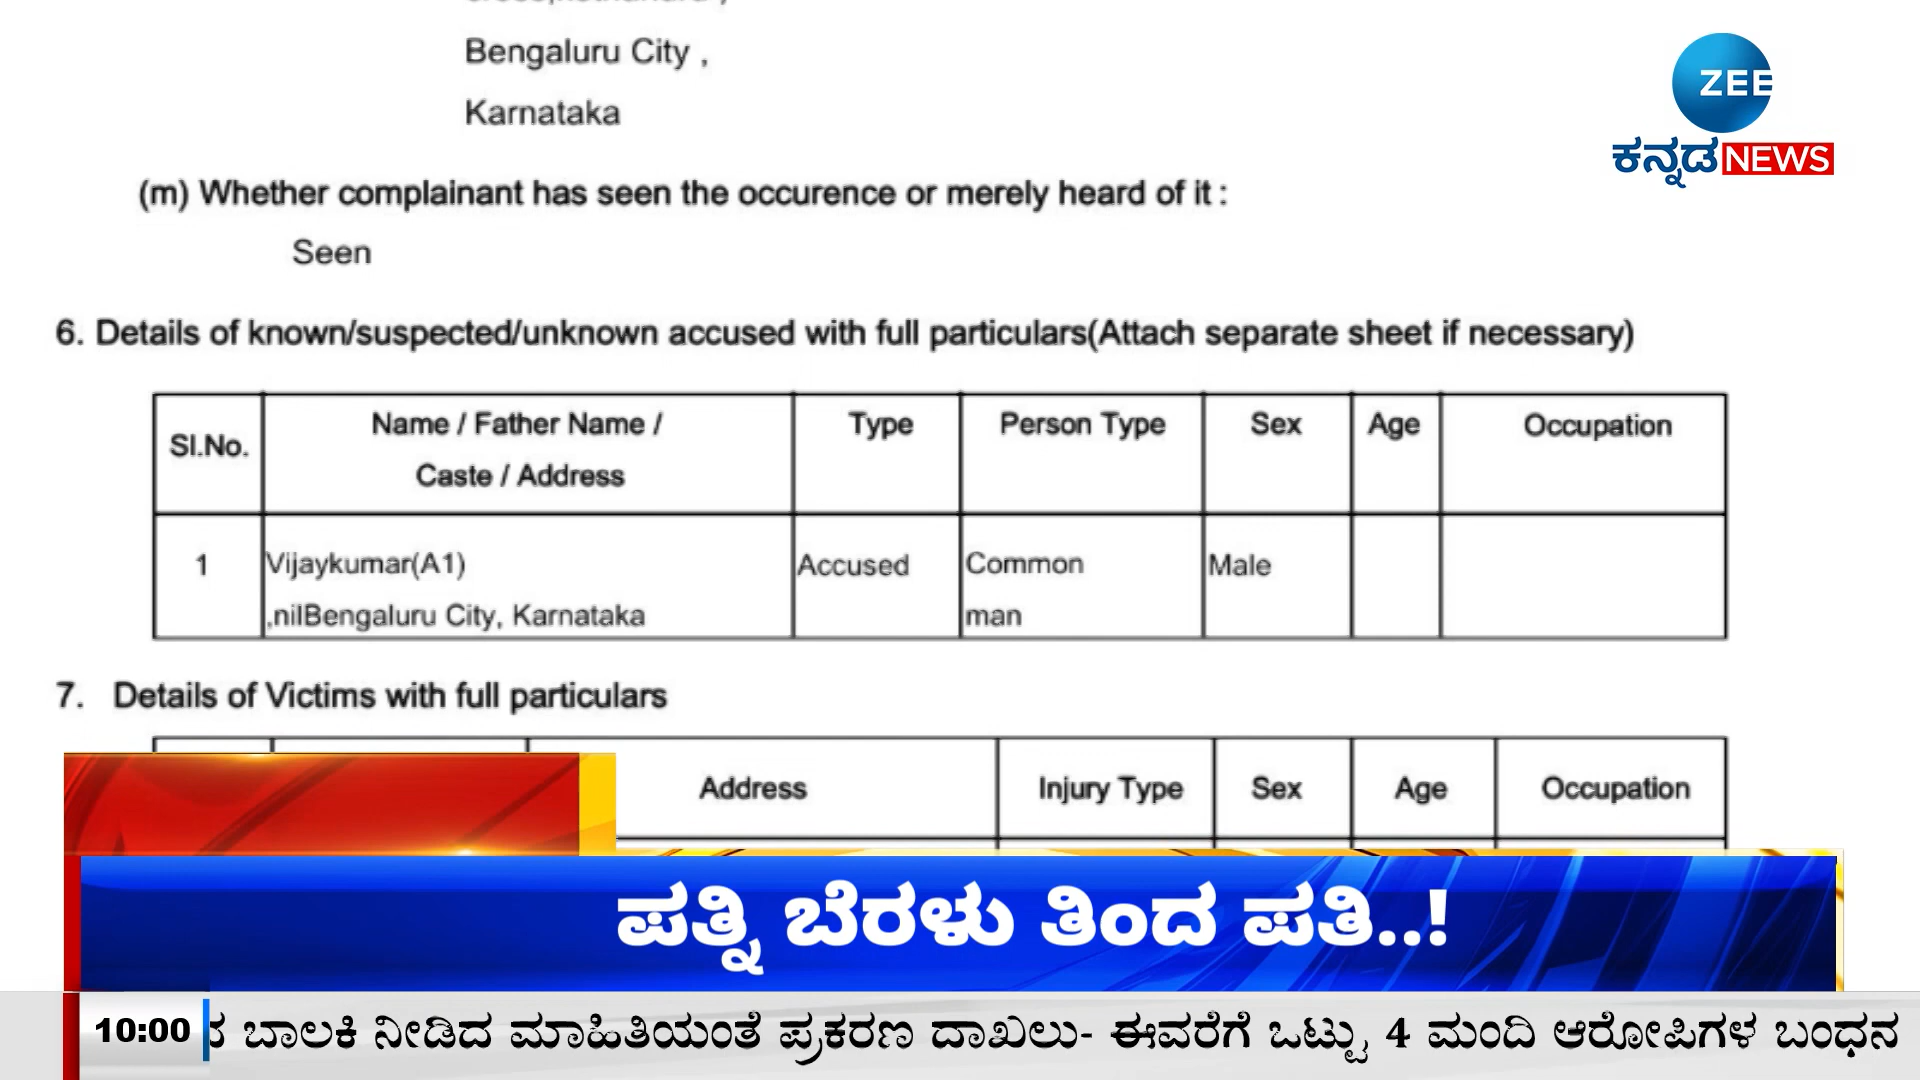 Bengaluru City ,
Karnataka
ZEE
ಕನ್ನಡ NEWS
(m) Whether complainant has seen the occurence or merely heard of it :
Seen
6. Details of known/suspected/unknown accused with full particulars(Attach separate sheet if necessary)
Sl.No. Name / Father Name / Caste / Address Type Person Type Sex Age Occupation
1 Vijaykumar(A1) Accused Common Male
,nilBengaluru City, Karnataka man
7. Details of Victims with full particulars
Address Injury Type Sex Age Occupation
ಪತ್ನಿ ಬೆರಳು ತಿಂದ ಪತಿ..!
10:00 ಬಾಲಕಿ ನೀಡಿದ ಮಾಹಿತಿಯಂತೆ ಪ್ರಕರಣ ದಾಖಲು- ಈವರೆಗೆ ಒಟ್ಟು 4 ಮಂದಿ ಆರೋಪಿಗಳ ಬಂಧನ